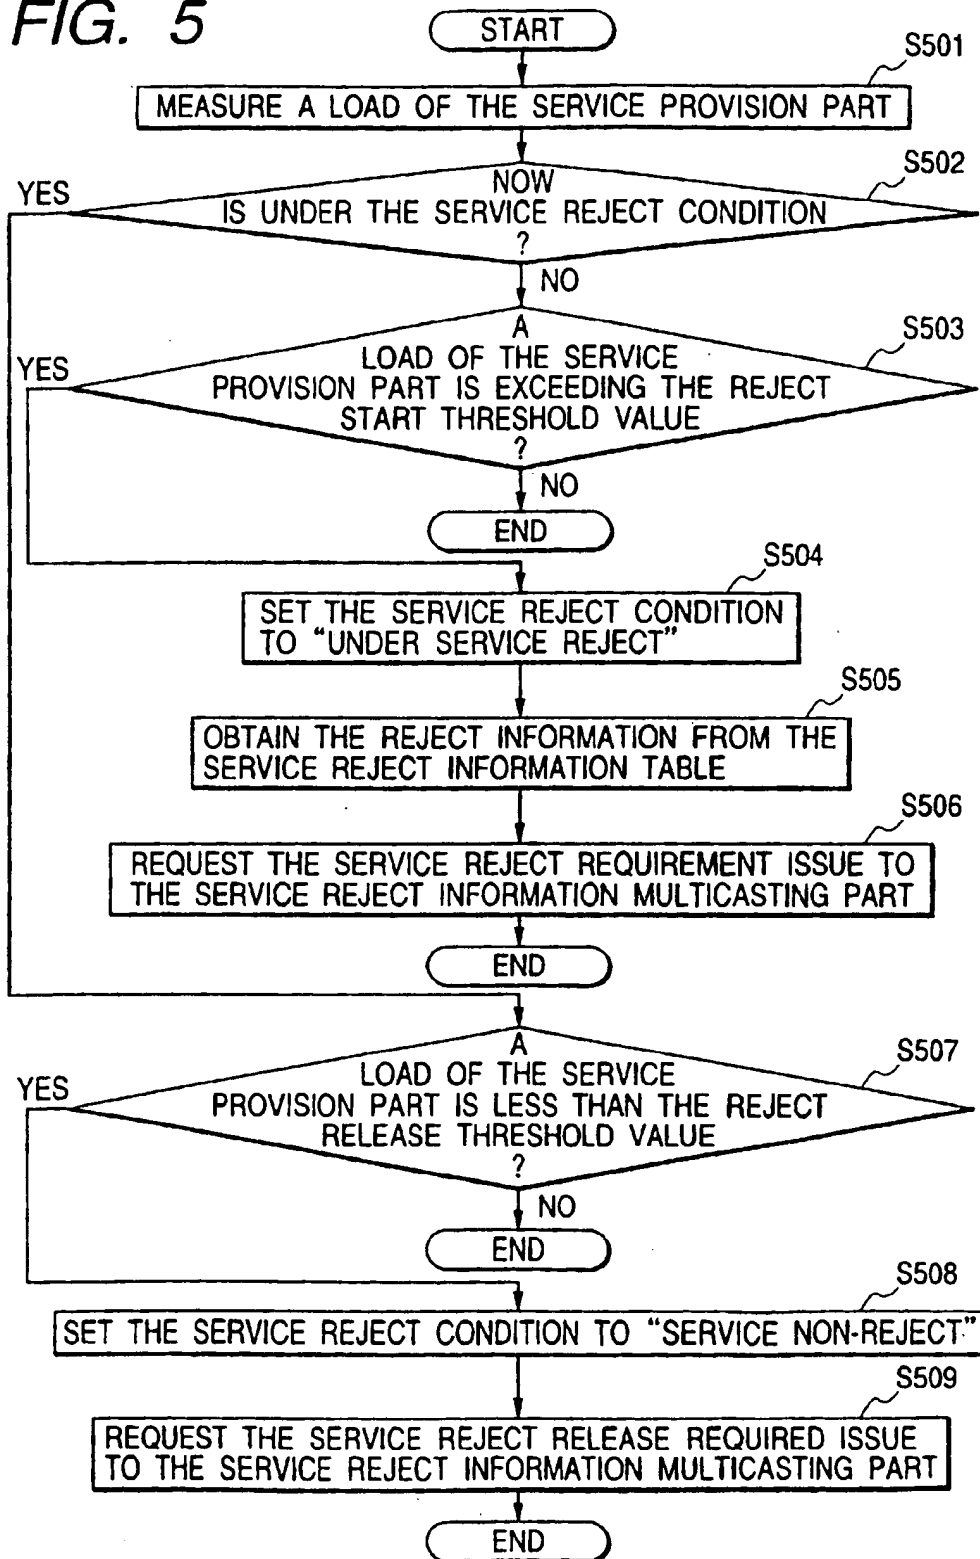 FIG. 5
START
S501
MEASURE A LOAD OF THE SERVICE PROVISION PART
S502
YES
NOW
IS UNDER THE SERVICE REJECT CONDITION
?
NO
S503
YES
A
LOAD OF THE SERVICE
PROVISION PART IS EXCEEDING THE REJECT
START THRESHOLD VALUE
?
NO
END
S504
SET THE SERVICE REJECT CONDITION
TO "UNDER SERVICE REJECT"
S505
OBTAIN THE REJECT INFORMATION FROM THE
SERVICE REJECT INFORMATION TABLE
S506
REQUEST THE SERVICE REJECT REQUIREMENT ISSUE TO
THE SERVICE REJECT INFORMATION MULTICASTING PART
END
S507
YES
A
LOAD OF THE SERVICE
PROVISION PART IS LESS THAN THE REJECT
RELEASE THRESHOLD VALUE
?
NO
END
S508
SET THE SERVICE REJECT CONDITION TO "SERVICE NON-REJECT"
S509
REQUEST THE SERVICE REJECT RELEASE REQUIRED ISSUE
TO THE SERVICE REJECT INFORMATION MULTICASTING PART
END